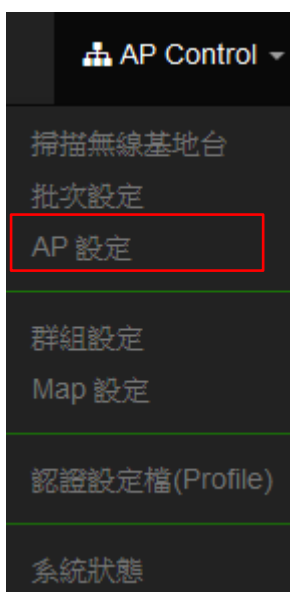 AP Control
掃描無線基地台
批次設定
AP 設定
群組設定
Map 設定
認證設定檔(Profile)
系統狀態